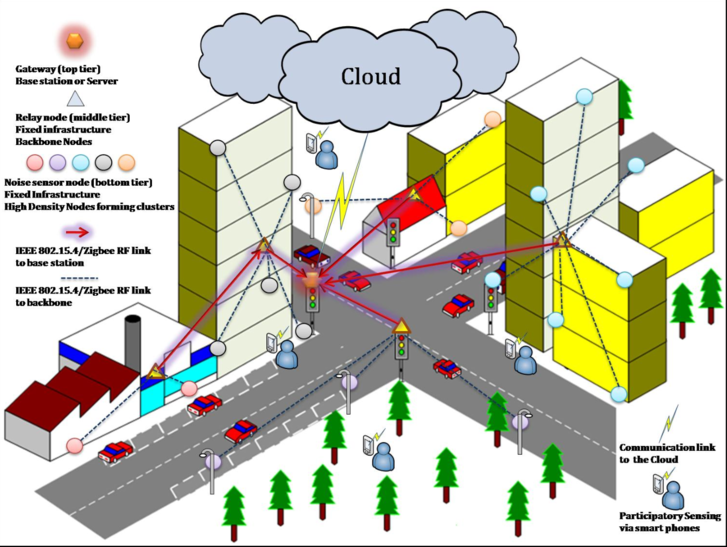 Cloud
Gateway (top tier)
Base station or Server
Relay node (middle tier)
Fixed infrastructure
Backbone Nodes
Noise sensor node (bottom tier)
Fixed Infrastructure
High Density Nodes forming clusters
IEEE 802.15.4/Zigbee RF link
to base station
IEEE 802.15.4/Zigbee RF link
to backbone
Communication link
to the Cloud
Participatory Sensing
via smart phones